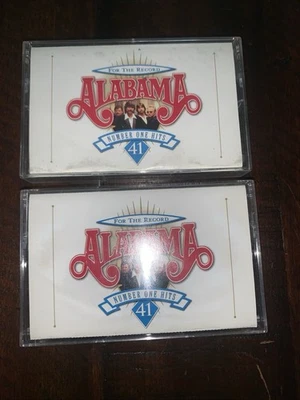 FOR THE RECORD
ALABAMA
NUMBER ONE HITS
41
FOR THE RECORD
ALABAMA
NUMBER ONE HITS
41